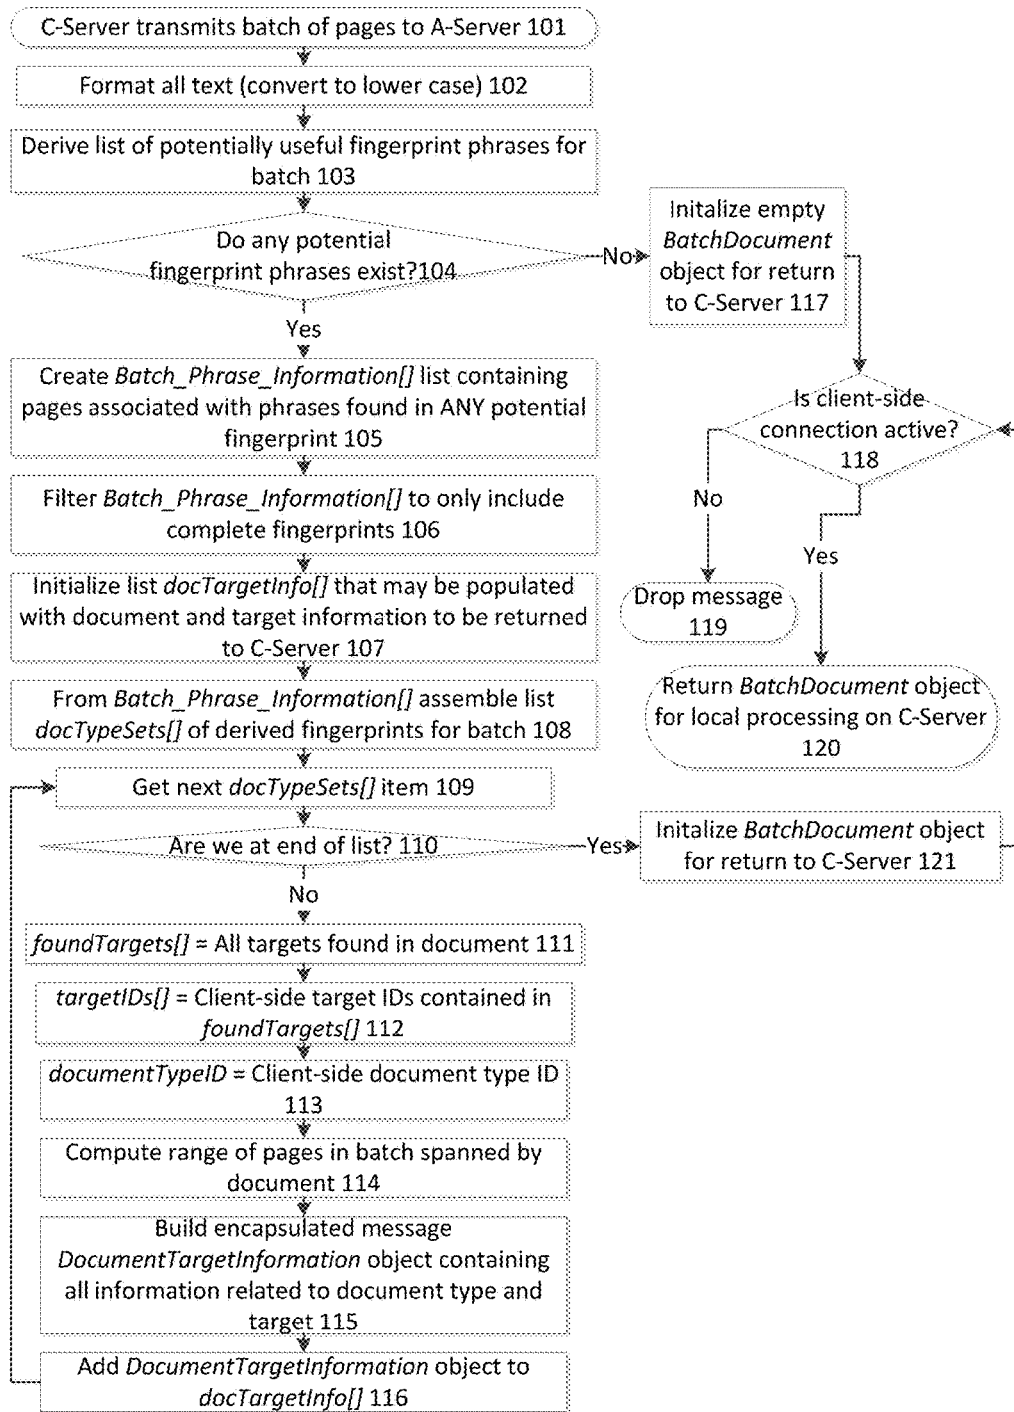 C-Server transmits batch of pages to A-Server 101
Format all text (convert to lower case) 102
Derive list of potentially useful fingerprint phrases for
batch 103
Do any potential
fingerprint phrases exist?104
No
Initalize empty
BatchDocument
object for return
to C-Server 117
Yes
Create Batch_Phrase_Information[] list containing
pages associated with phrases found in ANY potential
fingerprint 105
Is client-side
connection active?
118
No
Yes
Filter Batch_Phrase_Information[] to only include
complete fingerprints 106
Initialize list docTargetInfo[] that may be populated
with document and target information to be returned
to C-Server 107
Drop message
119
From Batch_Phrase_Information[] assemble list
docTypeSets[] of derived fingerprints for batch 108
Return BatchDocument object
for local processing on C-Server
120
Get next docTypeSets[] item 109
Are we at end of list? 110
Yes
Initalize BatchDocument object
for return to C-Server 121
No
foundTargets[] = All targets found in document 111
targetIDs[] = Client-side target IDs contained in
foundTargets[] 112
documentTypeID = Client-side document type ID
113
Compute range of pages in batch spanned by
document 114
Build encapsulated message
DocumentTargetInformation object containing
all information related to document type and
target 115
Add DocumentTargetInformation object to
docTargetInfo[] 116